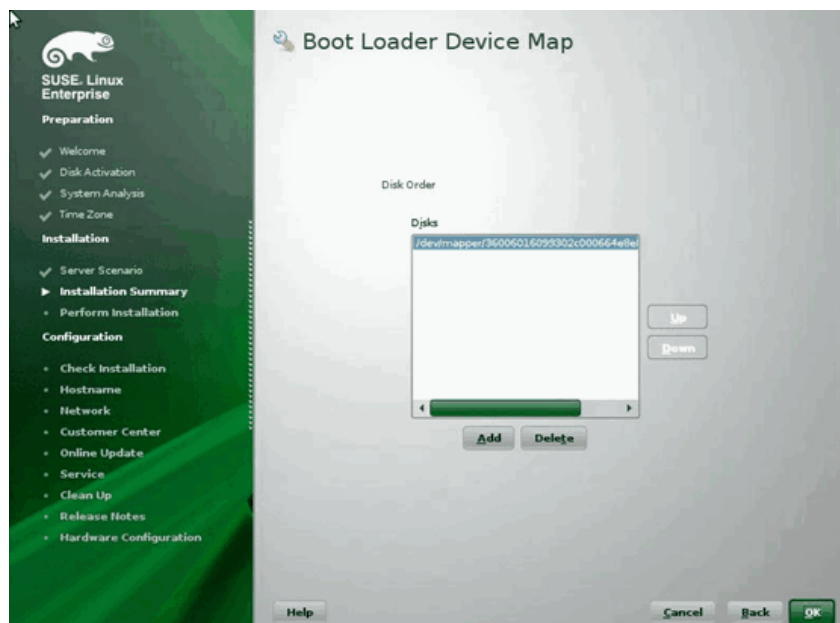 SUSE. Linux
Enterprise
Preparation
Welcome
Disk Activation
System Analysis
Time Zone
Installation
Server Scenario
Installation Summary
Perform Installation
Configuration
Check Installation
Hostname
Network
Customer Center
Online Update
Service
Clean Up
Release Notes
Hardware Configuration
Boot Loader Device Map
Disk Order
Disks
/dev/mapper/36006016099302c000664e8e
Up
Down
Add Delete
Help Cancel Back OK